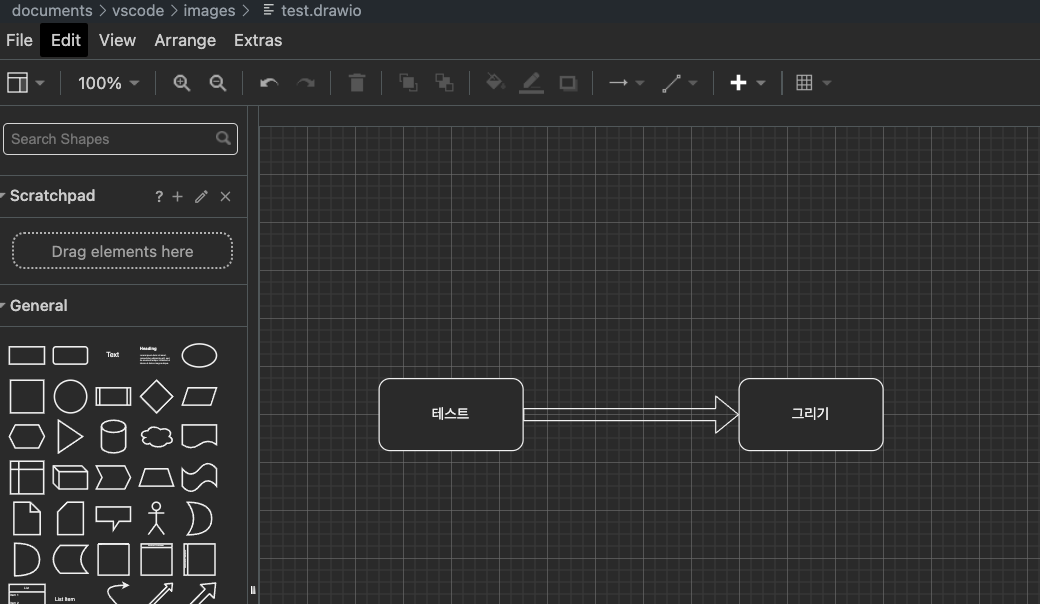 documents > vscode > images > test.drawio
File Edit View Arrange Extras
100%
Search Shapes
Scratchpad ? + ×
Drag elements here
General
Text
Heading
테스트
그리기
List
List Item